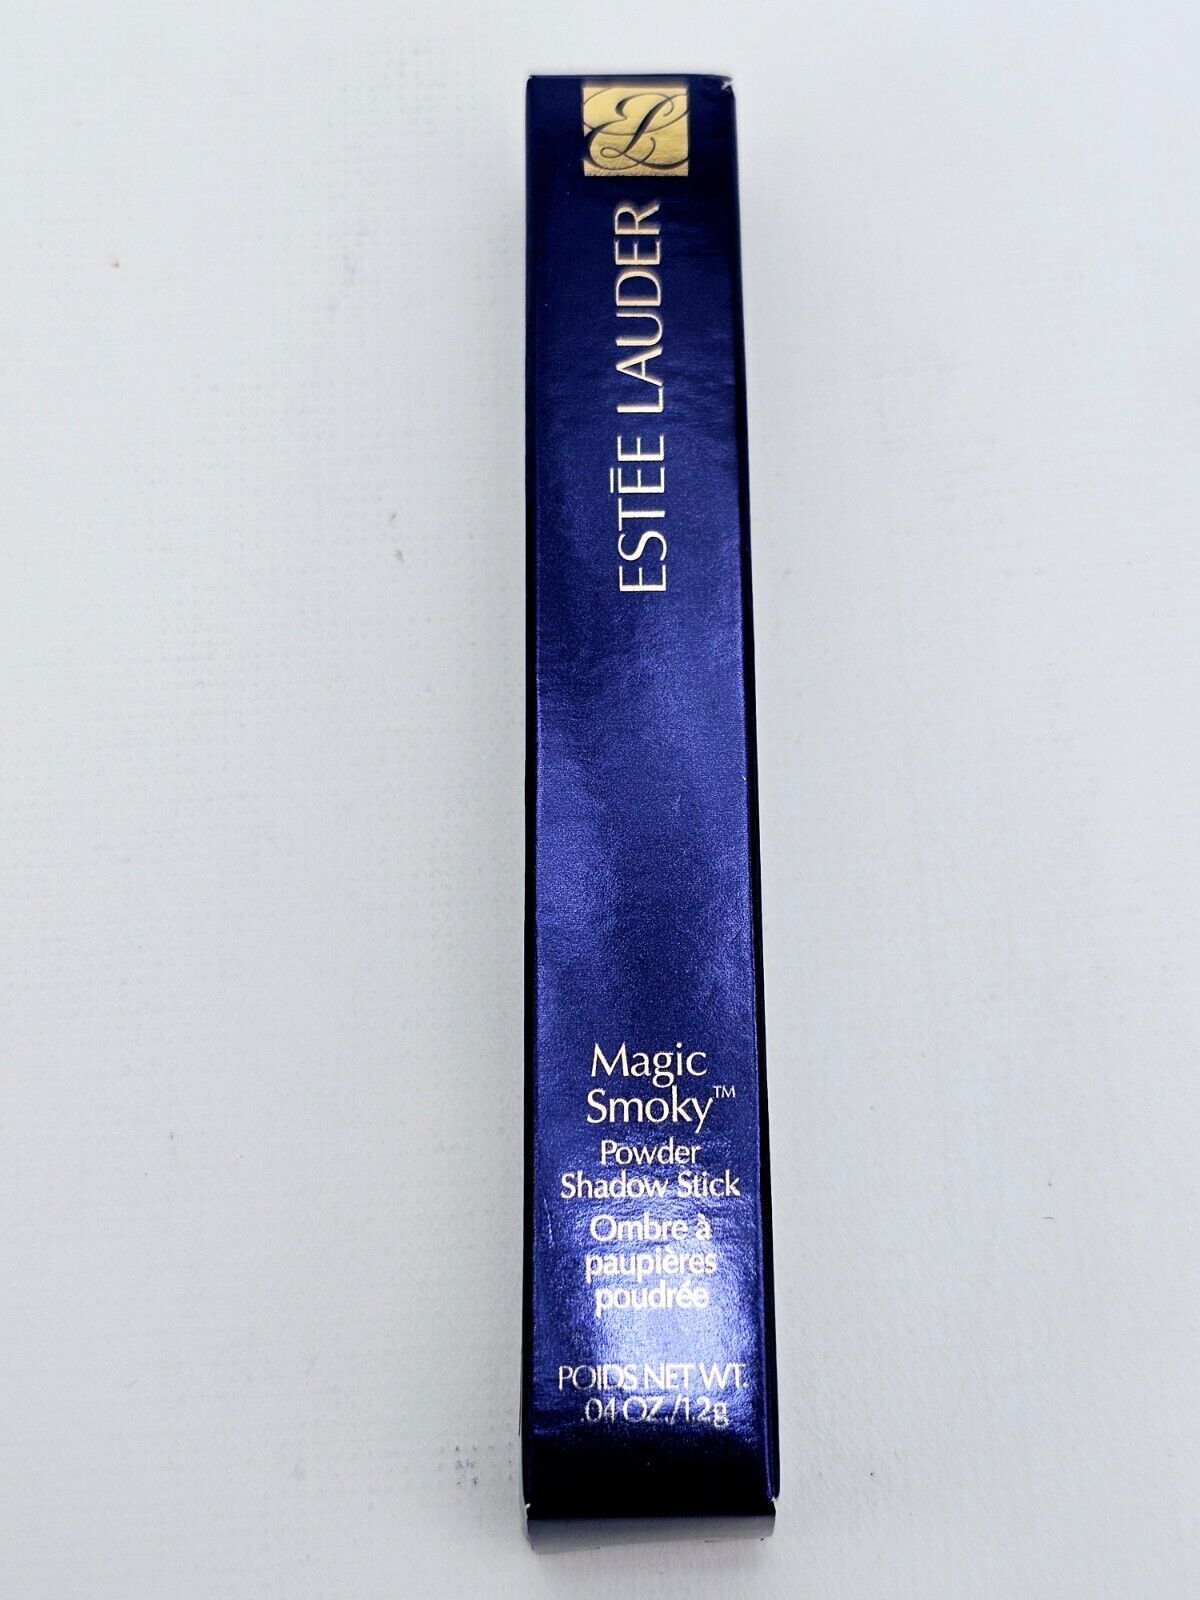 EL
ESTĒE LAUDER
Magic
Smoky™
Powder
Shadow Stick
Ombre à
paupières
poudrée
POIDS NET WT.
.04 OZ./1.2g